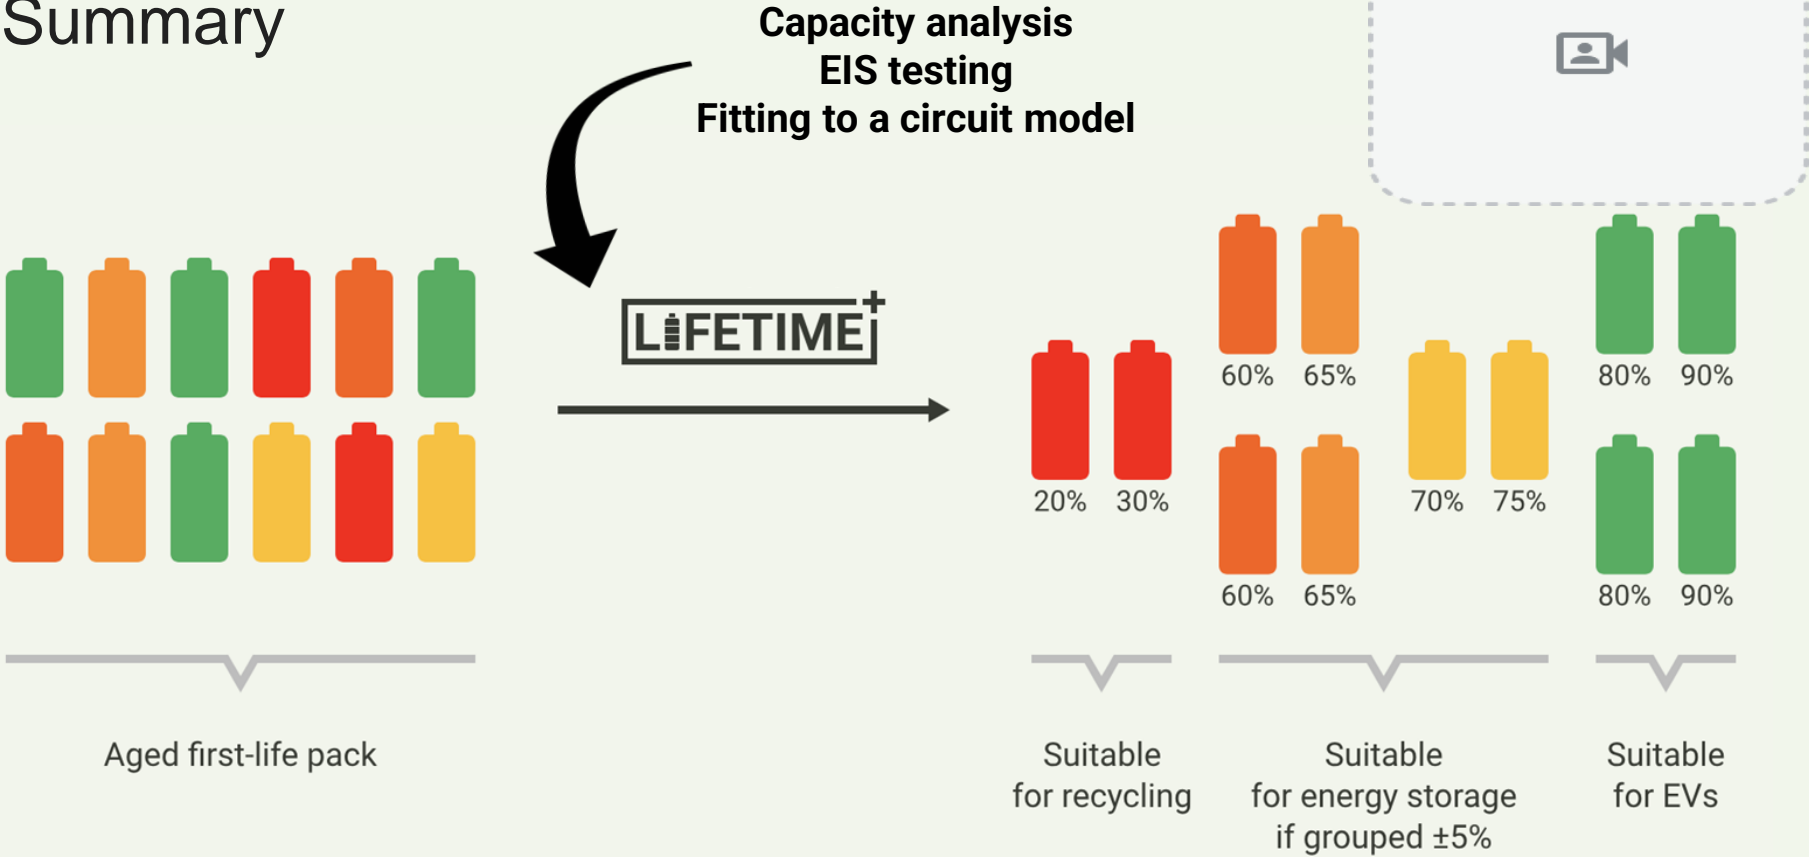 Summary
Capacity analysis
EIS testing
Fitting to a circuit model
LIFETIME+
60% 65%
80% 90%
20% 30%
70% 75%
60% 65%
80% 90%
Aged first-life pack
Suitable
for recycling
Suitable
for energy storage
if grouped ±5%
Suitable
for EVs